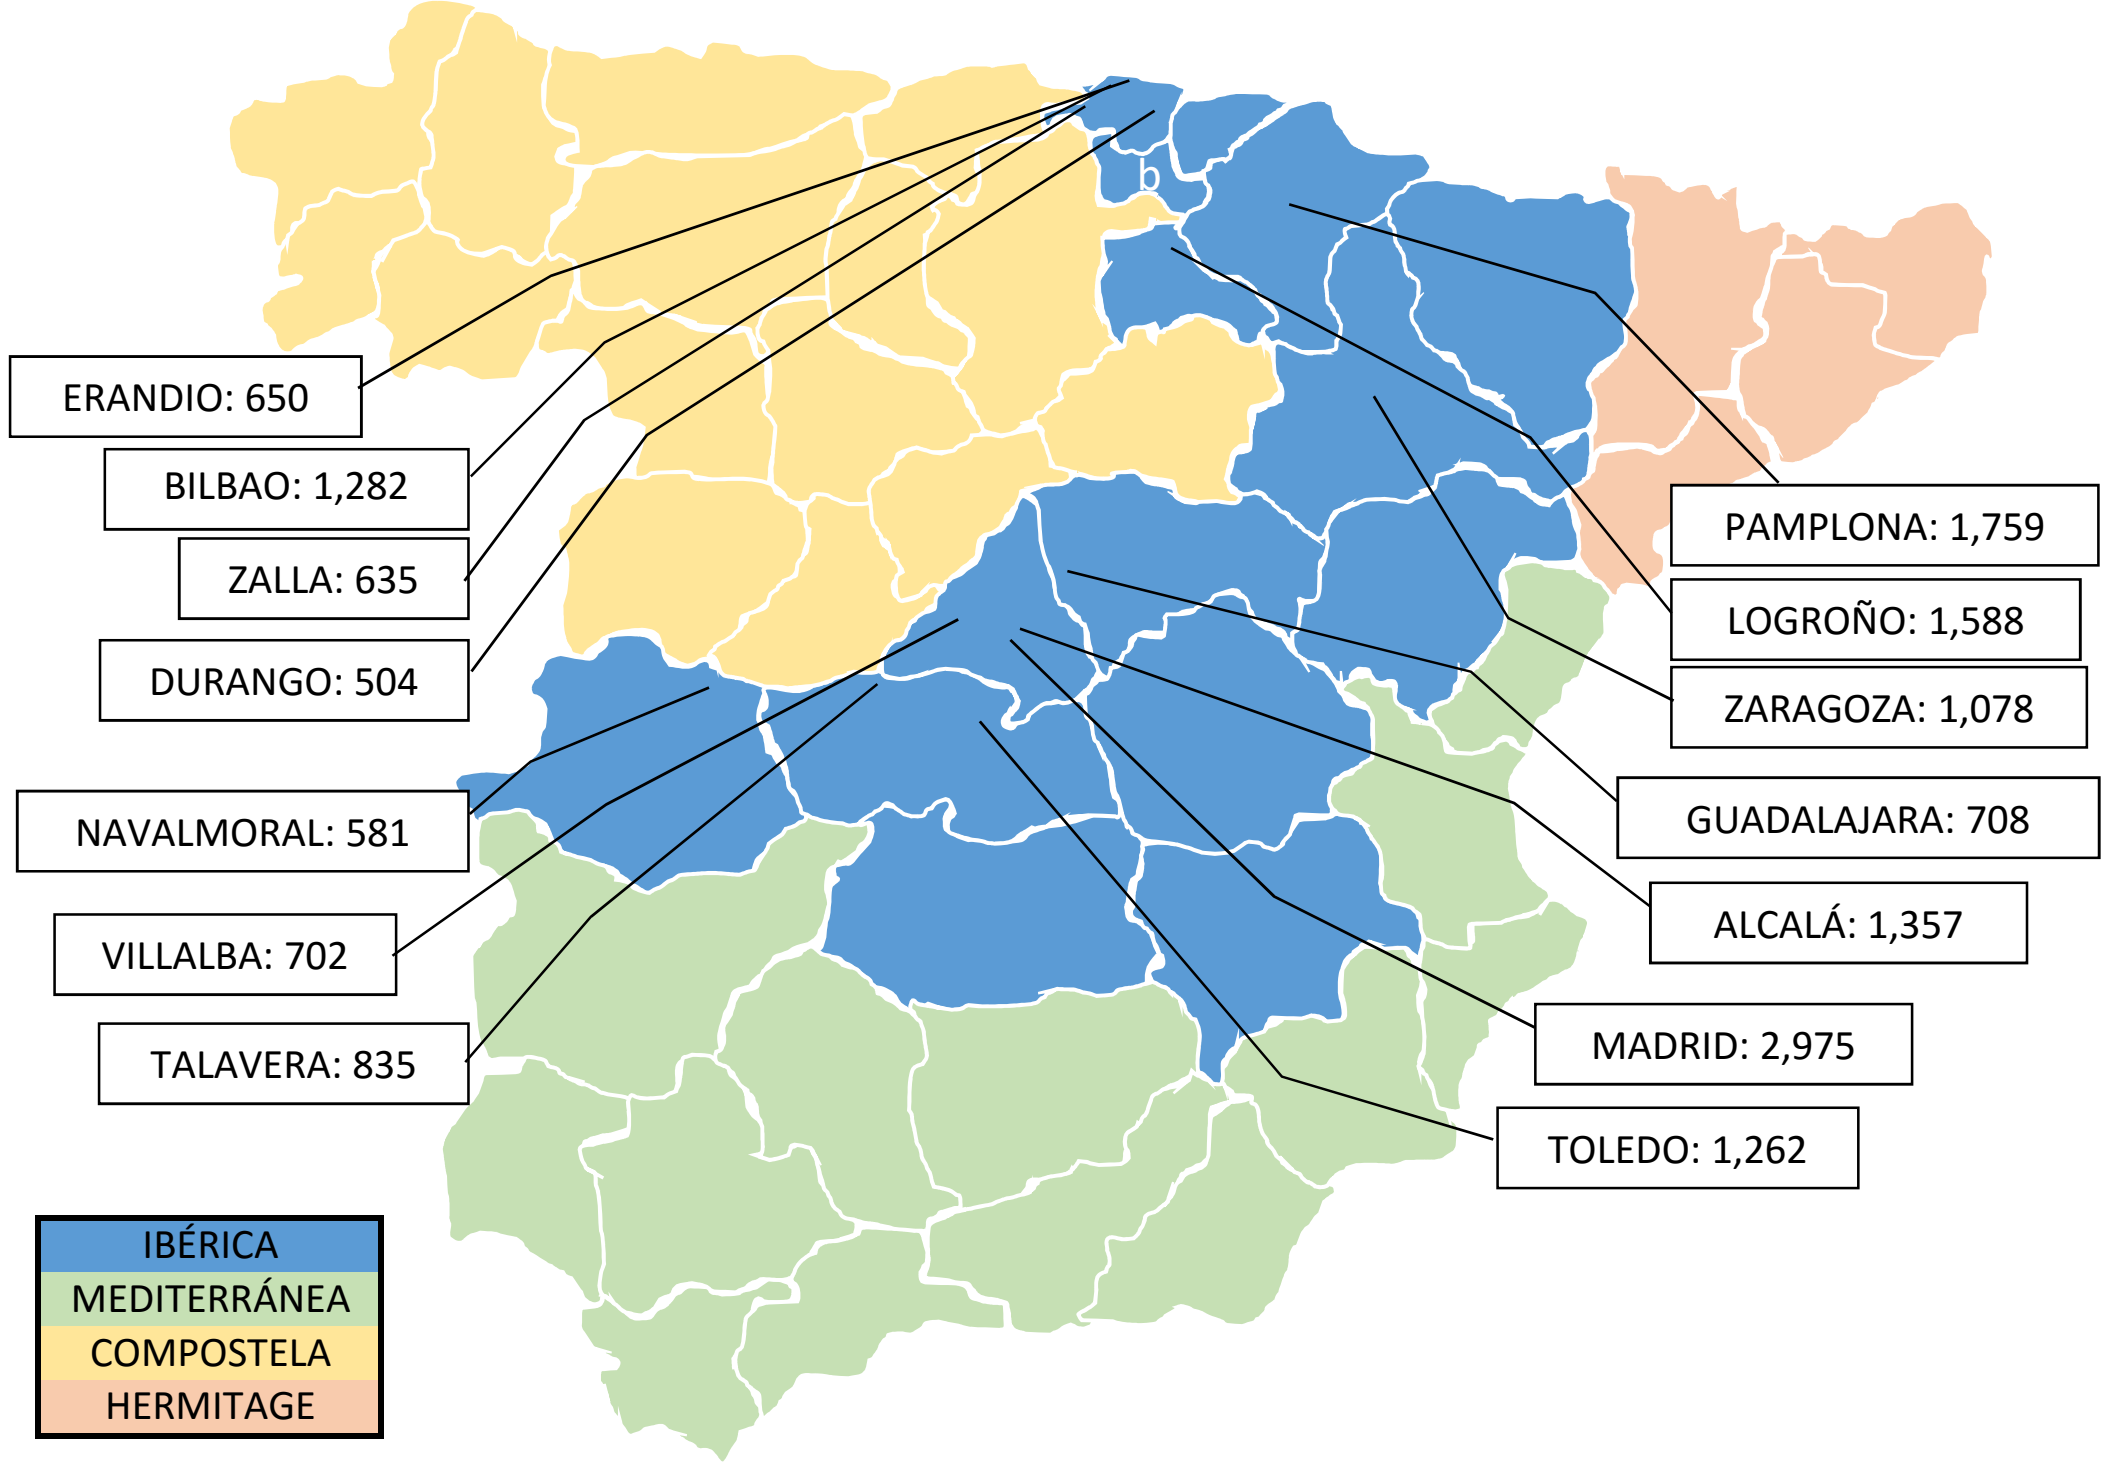 b
ERANDIO: 650
BILBAO: 1,282
ZALLA: 635
DURANGO: 504
NAVALMORAL: 581
VILLALBA: 702
TALAVERA: 835
PAMPLONA: 1,759
LOGROÑO: 1,588
ZARAGOZA: 1,078
GUADALAJARA: 708
ALCALÁ: 1,357
MADRID: 2,975
TOLEDO: 1,262
IBÉRICA
MEDITERRÁNEA
COMPOSTELA
HERMITAGE